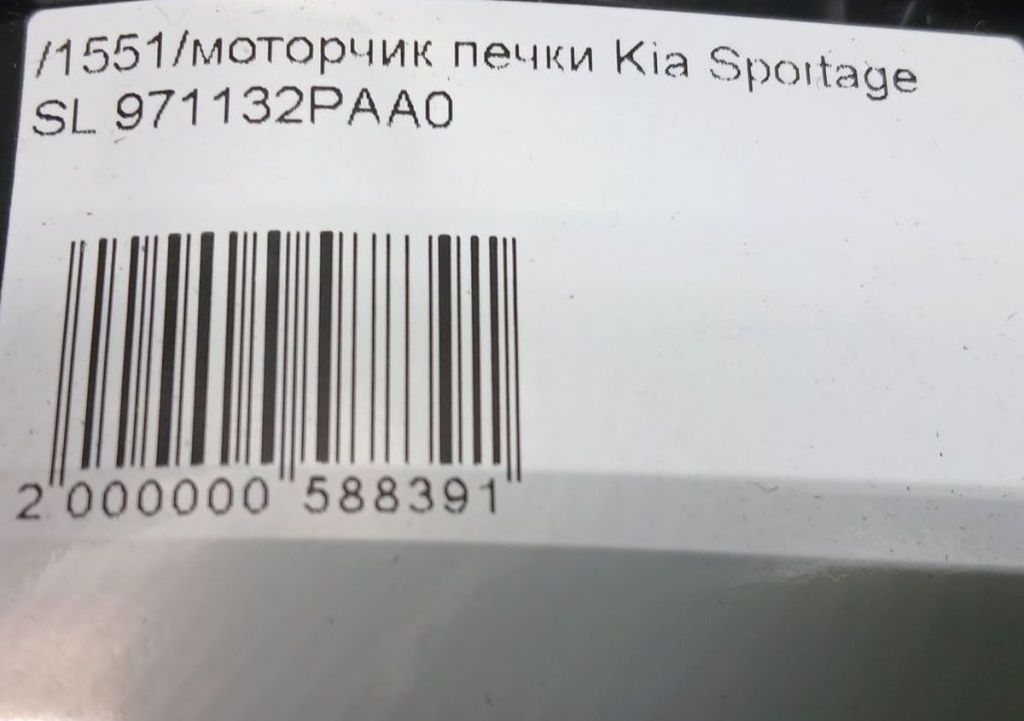 /1551/моторчик печки Kia Sportage
SL 971132PAA0
2 000000 588391